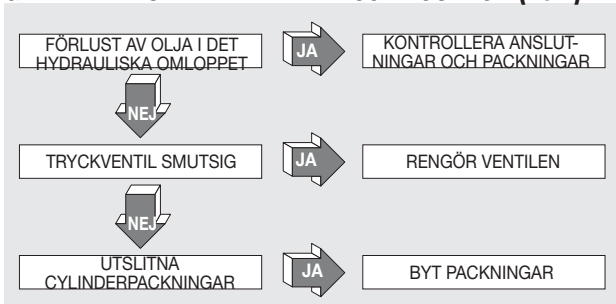 FÖRLUST AV OLJA I DET
HYDRAULISKA OMLOPPET
JA
KONTROLLERA ANSLUT-
NINGAR OCH PACKNINGAR
NEJ
TRYCKVENTIL SMUTSIG
JA
RENGÖR VENTILEN
NEJ
UTSLITNA
CYLINDERPACKNINGAR
JA
BYT PACKNINGAR